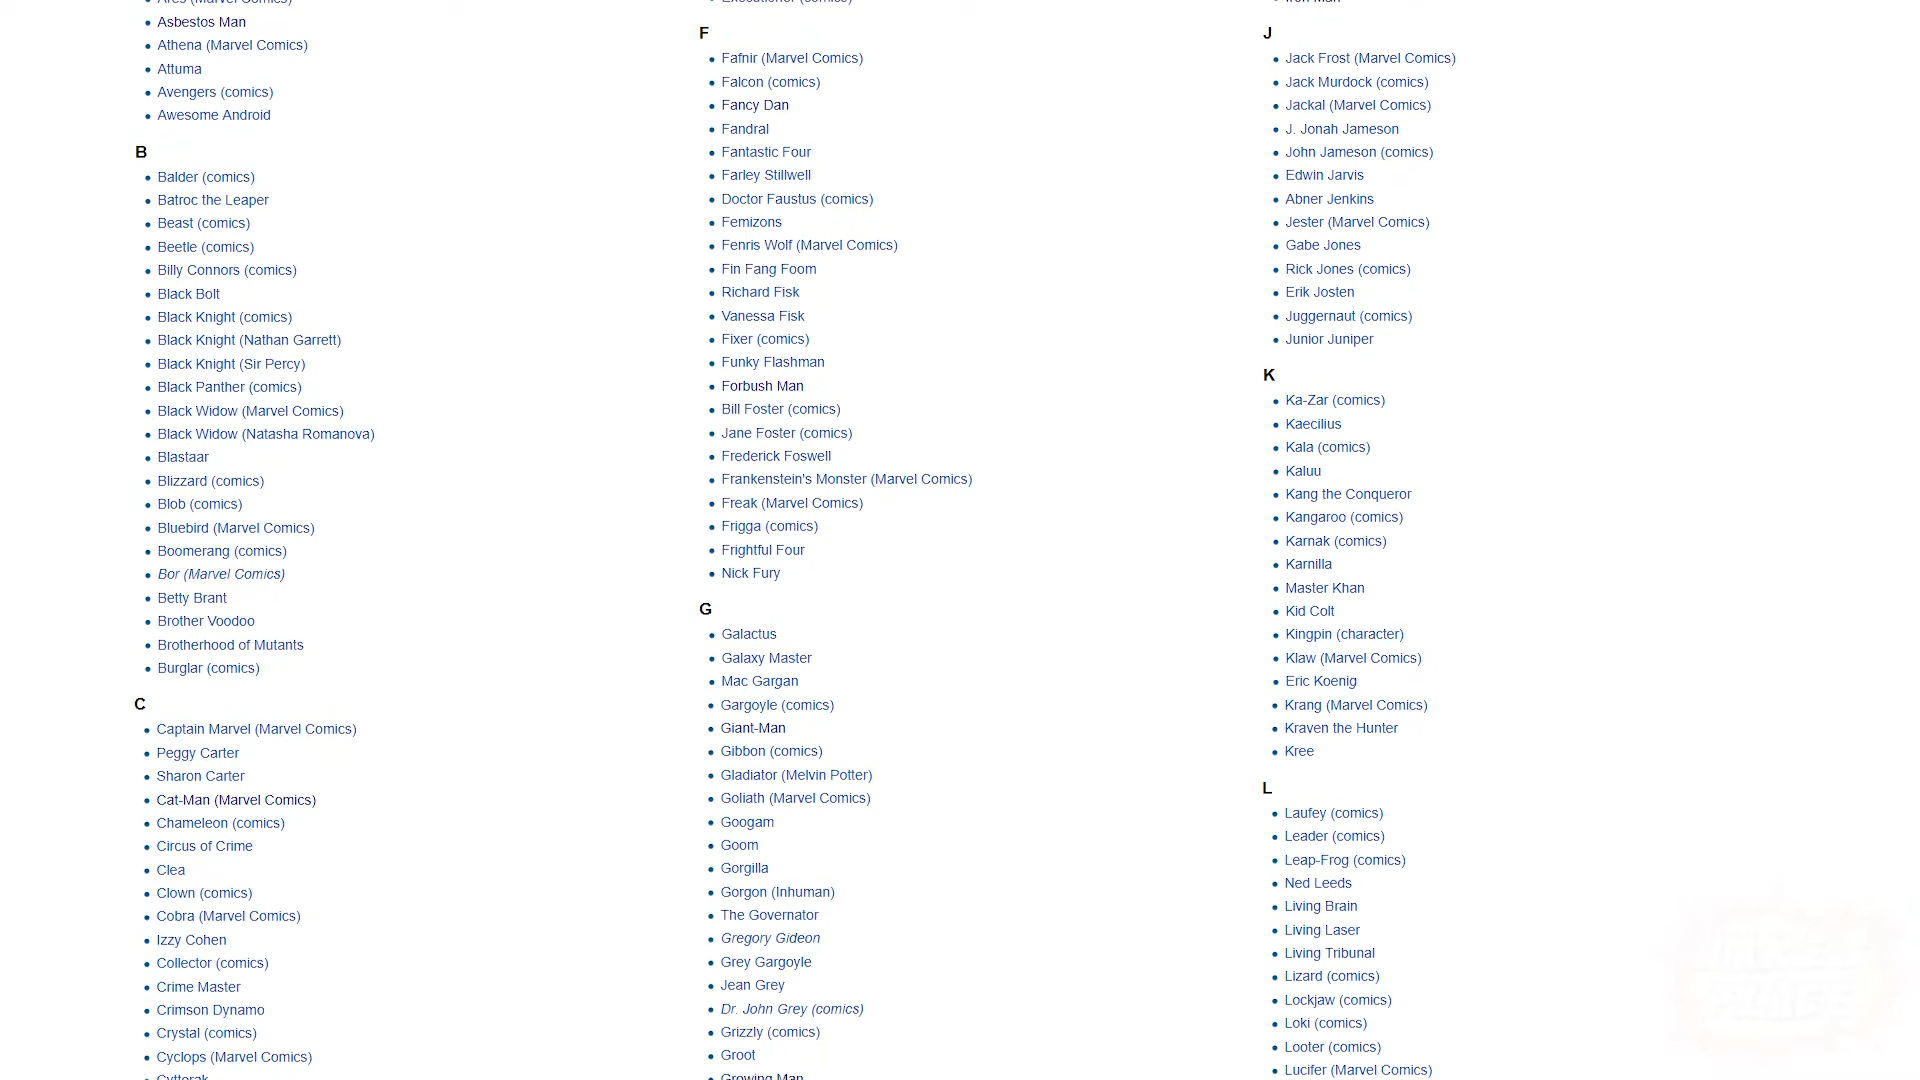 Ares (Marvel Comics)
Asbestos Man
Athena (Marvel Comics)
Attuma
Avengers (comics)
Awesome Android
B
Balder (comics)
Batroc the Leaper
Beast (comics)
Beetle (comics)
Billy Connors (comics)
Black Bolt
Black Knight (comics)
Black Knight (Nathan Garrett)
Black Knight (Sir Percy)
Black Panther (comics)
Black Widow (Marvel Comics)
Black Widow (Natasha Romanova)
Blastaar
Blizzard (comics)
Blob (comics)
Bluebird (Marvel Comics)
Boomerang (comics)
Bor (Marvel Comics)
Betty Brant
Brother Voodoo
Brotherhood of Mutants
Burglar (comics)
C
Captain Marvel (Marvel Comics)
Peggy Carter
Sharon Carter
Cat-Man (Marvel Comics)
Chameleon (comics)
Circus of Crime
Clea
Clown (comics)
Cobra (Marvel Comics)
Izzy Cohen
Collector (comics)
Crime Master
Crimson Dynamo
Crystal (comics)
Cyclops (Marvel Comics)
Cyttorak
Executioner (comics)
F
Fafnir (Marvel Comics)
Falcon (comics)
Fancy Dan
Fandral
Fantastic Four
Farley Stillwell
Doctor Faustus (comics)
Femizons
Fenris Wolf (Marvel Comics)
Fin Fang Foom
Richard Fisk
Vanessa Fisk
Fixer (comics)
Funky Flashman
Forbush Man
Bill Foster (comics)
Jane Foster (comics)
Frederick Foswell
Frankenstein's Monster (Marvel Comics)
Freak (Marvel Comics)
Frigga (comics)
Frightful Four
Nick Fury
G
Galactus
Galaxy Master
Mac Gargan
Gargoyle (comics)
Giant-Man
Gibbon (comics)
Gladiator (Melvin Potter)
Goliath (Marvel Comics)
Googam
Goom
Gorgilla
Gorgon (Inhuman)
The Governator
Gregory Gideon
Grey Gargoyle
Jean Grey
Dr. John Grey (comics)
Grizzly (comics)
Groot
Growing Man
Iron Man
J
Jack Frost (Marvel Comics)
Jack Murdock (comics)
Jackal (Marvel Comics)
J. Jonah Jameson
John Jameson (comics)
Edwin Jarvis
Abner Jenkins
Jester (Marvel Comics)
Gabe Jones
Rick Jones (comics)
Erik Josten
Juggernaut (comics)
Junior Juniper
K
Ka-Zar (comics)
Kaecilius
Kala (comics)
Kaluu
Kang the Conqueror
Kangaroo (comics)
Karnak (comics)
Karnilla
Master Khan
Kid Colt
Kingpin (character)
Klaw (Marvel Comics)
Eric Koenig
Krang (Marvel Comics)
Kraven the Hunter
Kree
L
Laufey (comics)
Leader (comics)
Leap-Frog (comics)
Ned Leeds
Living Brain
Living Laser
Living Tribunal
Lizard (comics)
Lockjaw (comics)
Loki (comics)
Looter (comics)
Lucifer (Marvel Comics)